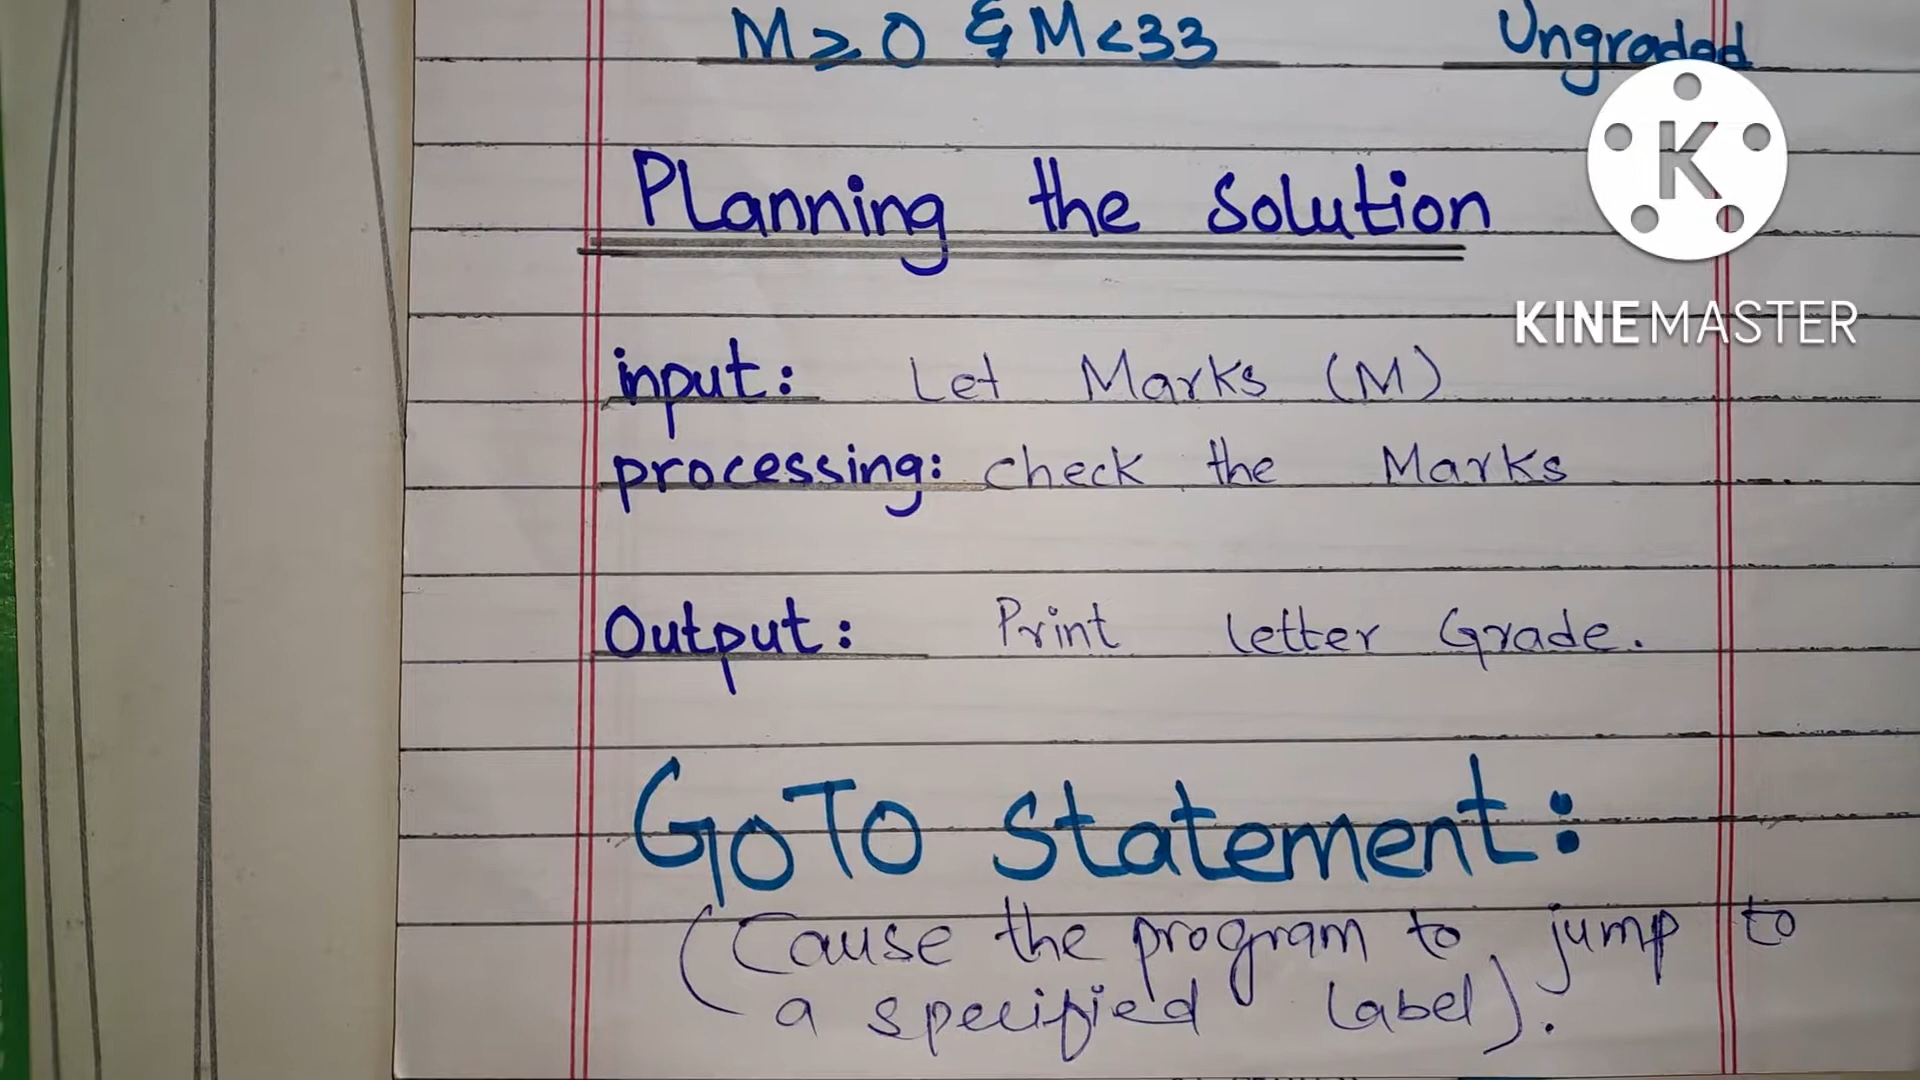 M ≥ 0 & M < 33 Ungraded
Planning the Solution
K
KINEMASTER
input: Let Marks (M)
processing: check the Marks
Output: Print letter Grade.
GoTo Statement:
(Cause the program to jump to
a specified label).